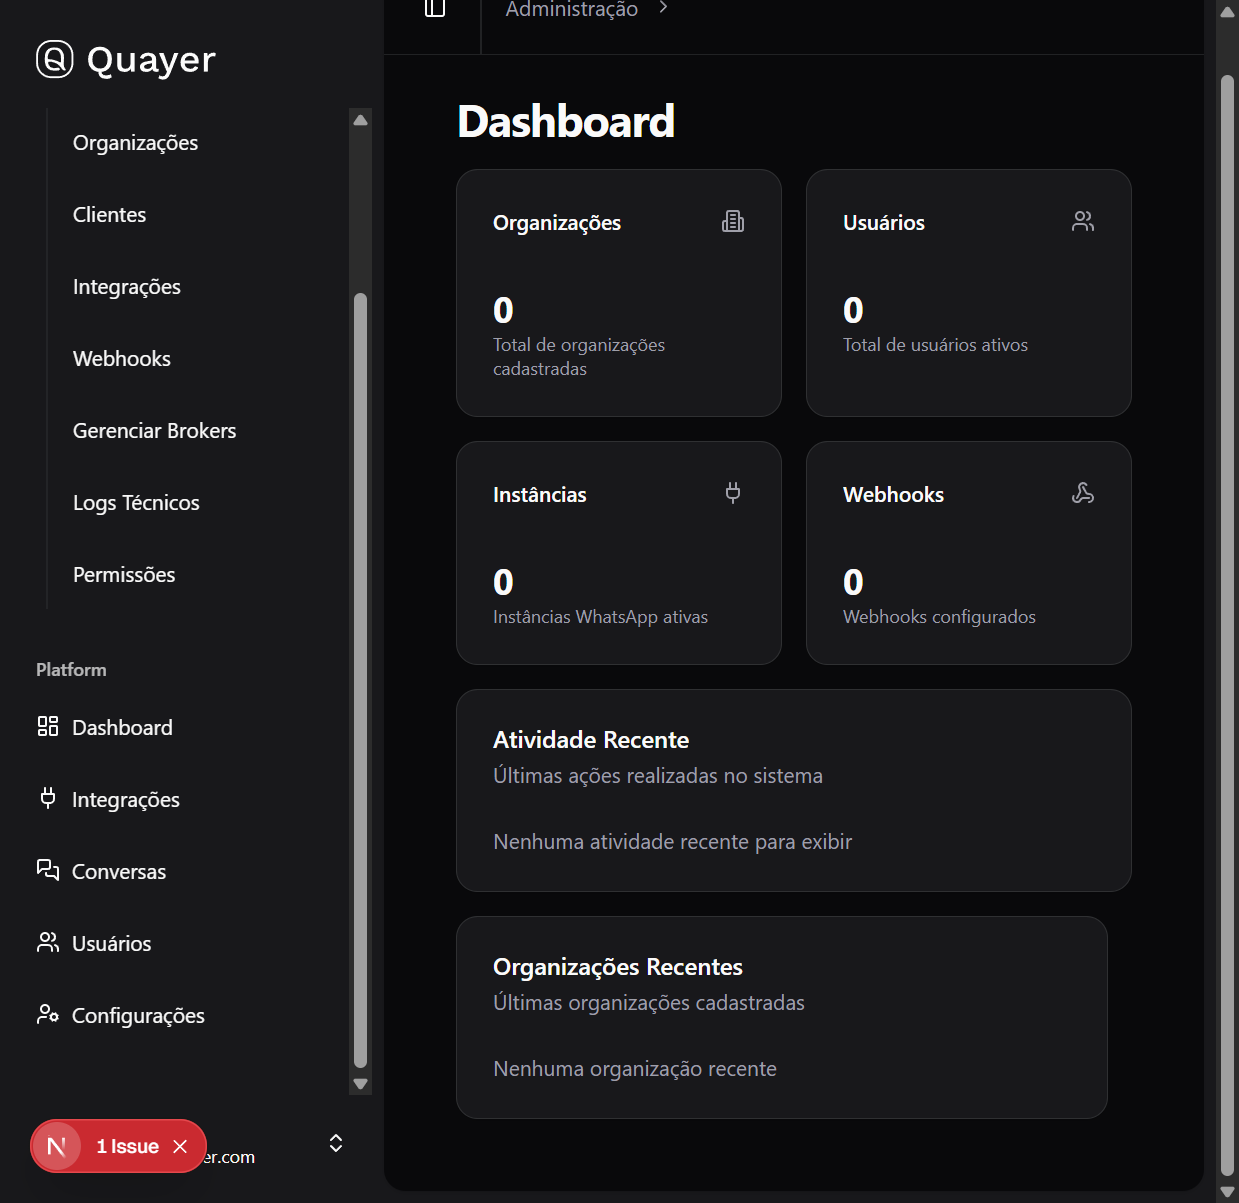 Quayer
Organizações
Clientes
Integrações
Webhooks
Gerenciar Brokers
Logs Técnicos
Permissões
Platform
Dashboard
Integrações
Conversas
Usuários
Configurações
1 Issue
er.com
Administração
Dashboard
Organizações
0
Total de organizações
cadastradas
Usuários
0
Total de usuários ativos
Instâncias
0
Instâncias WhatsApp ativas
Webhooks
0
Webhooks configurados
Atividade Recente
Últimas ações realizadas no sistema
Nenhuma atividade recente para exibir
Organizações Recentes
Últimas organizações cadastradas
Nenhuma organização recente